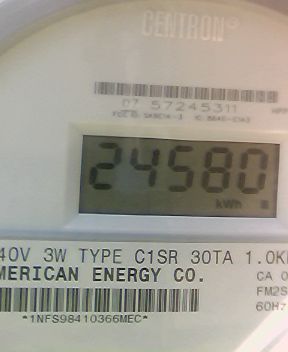 CENTRON®
07 57245311
24580
kWh
40V 3W TYPE C1SR 30TA 1.0K
MERICAN ENERGY CO.
CA 0
FM2S
60Hz
*1NFS98410366MEC*